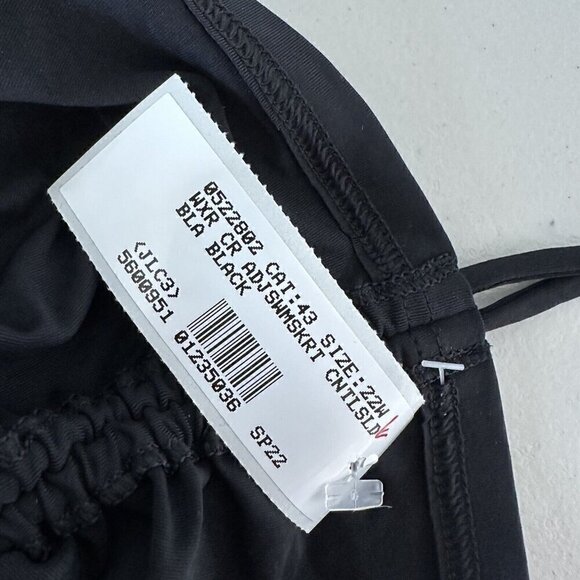 0522802 CAT:43 SIZE:22W
WXR CR ADJSWMSKRT CNTLSLD
BLA BLACK
<JLC3>
5600951 01235036 SP22